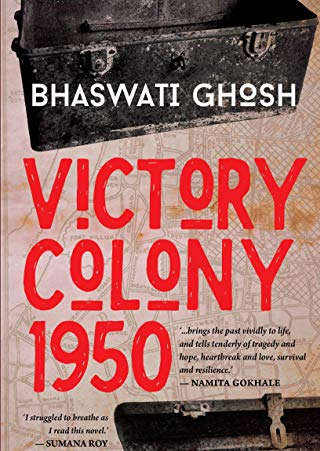 BHASWATI GHOSH
VICTORY
COLONY
1950
‘...brings the past vividly to life,
and tells tenderly of tragedy and
hope, heartbreak and love, survival
and resilience.’
— NAMITA GOKHALE
‘I struggled to breathe as
I read this novel.’
— SUMANA ROY